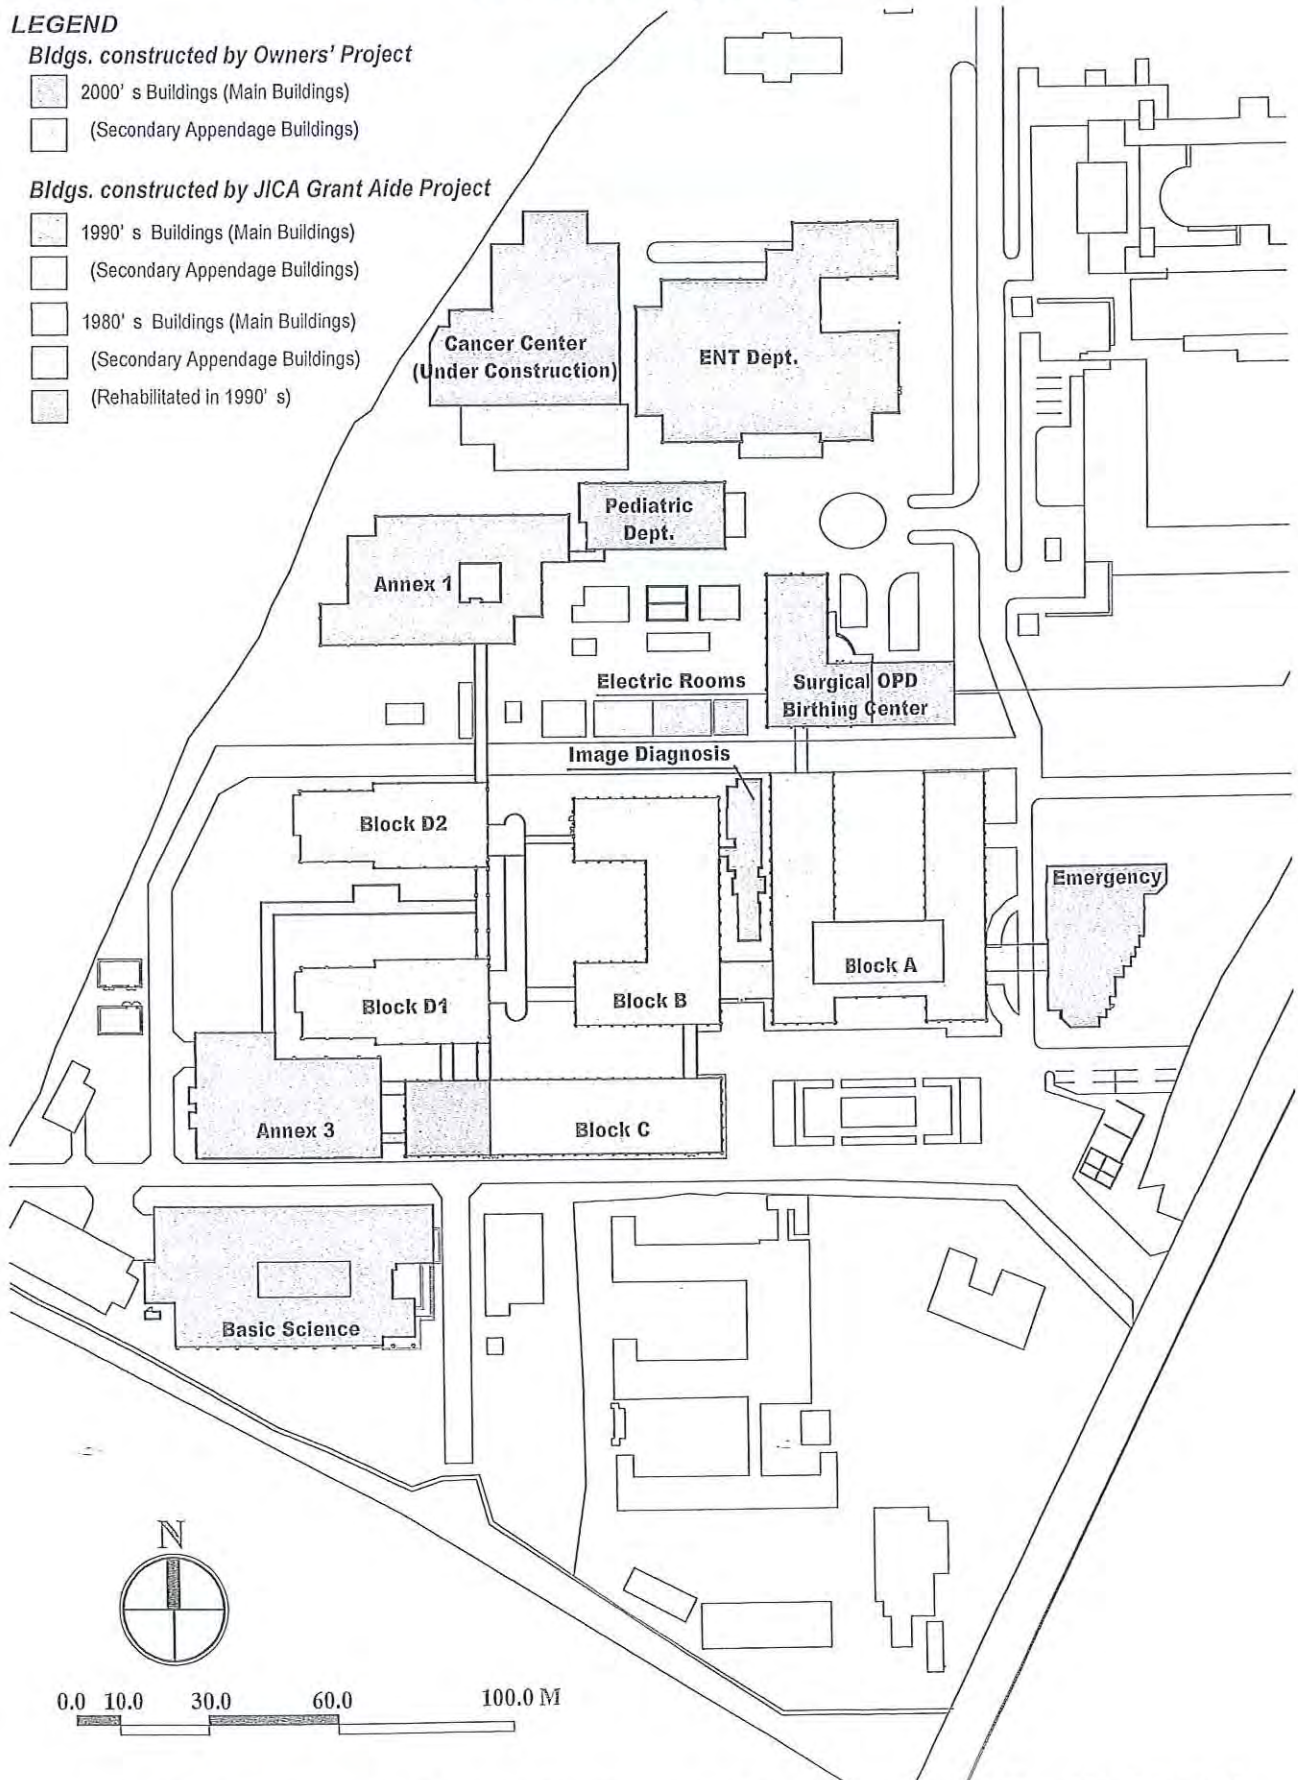 LEGEND
Bldgs. constructed by Owners' Project
2000' s Buildings (Main Buildings)
(Secondary Appendage Buildings)
Bldgs. constructed by JICA Grant Aide Project
1990' s Buildings (Main Buildings)
(Secondary Appendage Buildings)
1980' s Buildings (Main Buildings)
(Secondary Appendage Buildings)
(Rehabilitated in 1990' s)
Cancer Center
(Under Construction)
ENT Dept.
Pediatric
Dept.
Annex 1
Electric Rooms
Surgical OPD
Birthing Center
Image Diagnosis
Block D2
Emergency
Block A
Block D1
Block B
Annex 3
Block C
Basic Science
N
0.0 10.0 30.0 60.0 100.0 M